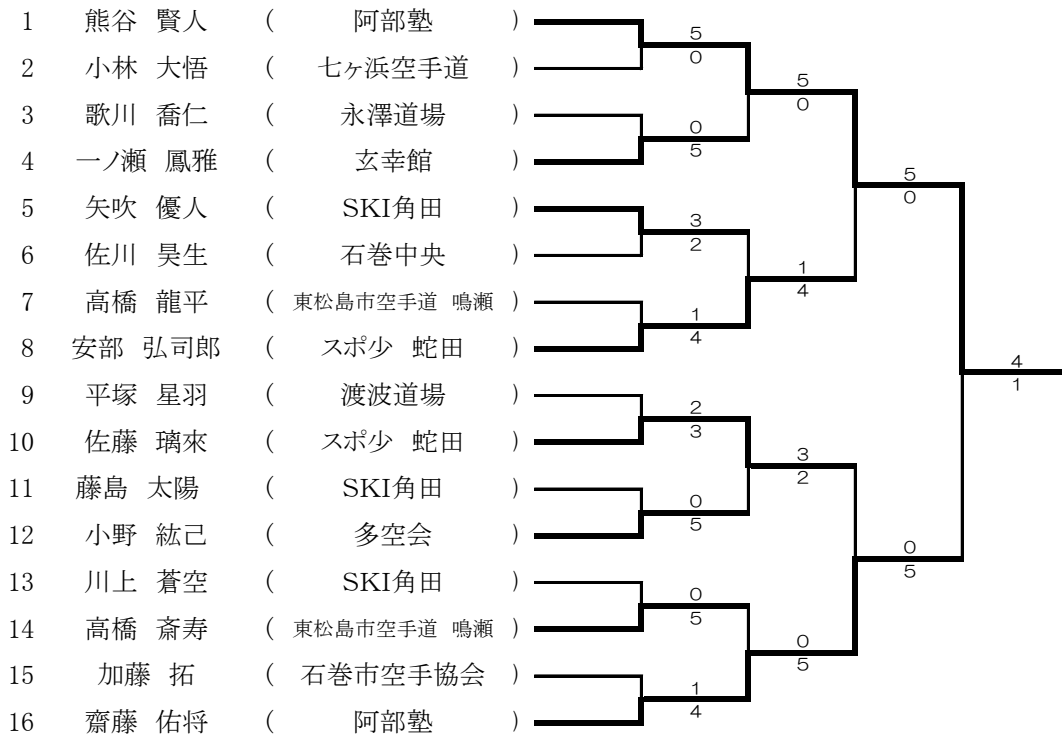 1 熊谷 賢人 ( 阿部塾 )
2 小林 大悟 ( 七ヶ浜空手道 )
3 歌川 喬仁 ( 永澤道場 )
4 一ノ瀬 鳳雅 ( 玄幸館 )
5 矢吹 優人 ( SKI角田 )
6 佐川 昊生 ( 石巻中央 )
7 高橋 龍平 ( 東松島市空手道 鳴瀬 )
8 安部 弘司郎 ( スポ少 蛇田 )
9 平塚 星羽 ( 渡波道場 )
10 佐藤 璃來 ( スポ少 蛇田 )
11 藤島 太陽 ( SKI角田 )
12 小野 紘己 ( 多空会 )
13 川上 蒼空 ( SKI角田 )
14 高橋 斎寿 ( 東松島市空手道 鳴瀬 )
15 加藤 拓 ( 石巻市空手協会 )
16 齋藤 佑将 ( 阿部塾 )
5
0
0
5
3
2
1
4
2
3
0
5
0
5
1
4
5
0
1
4
3
2
0
5
5
0
0
5
4
1